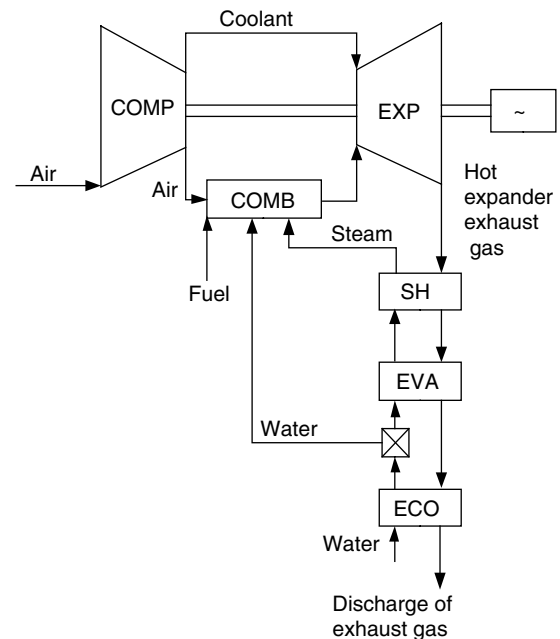 Coolant
COMP
EXP
~
Air
Air
COMB
Hot
expander
exhaust
gas
Steam
Fuel
SH
EVA
Water
ECO
Water
Discharge of
exhaust gas